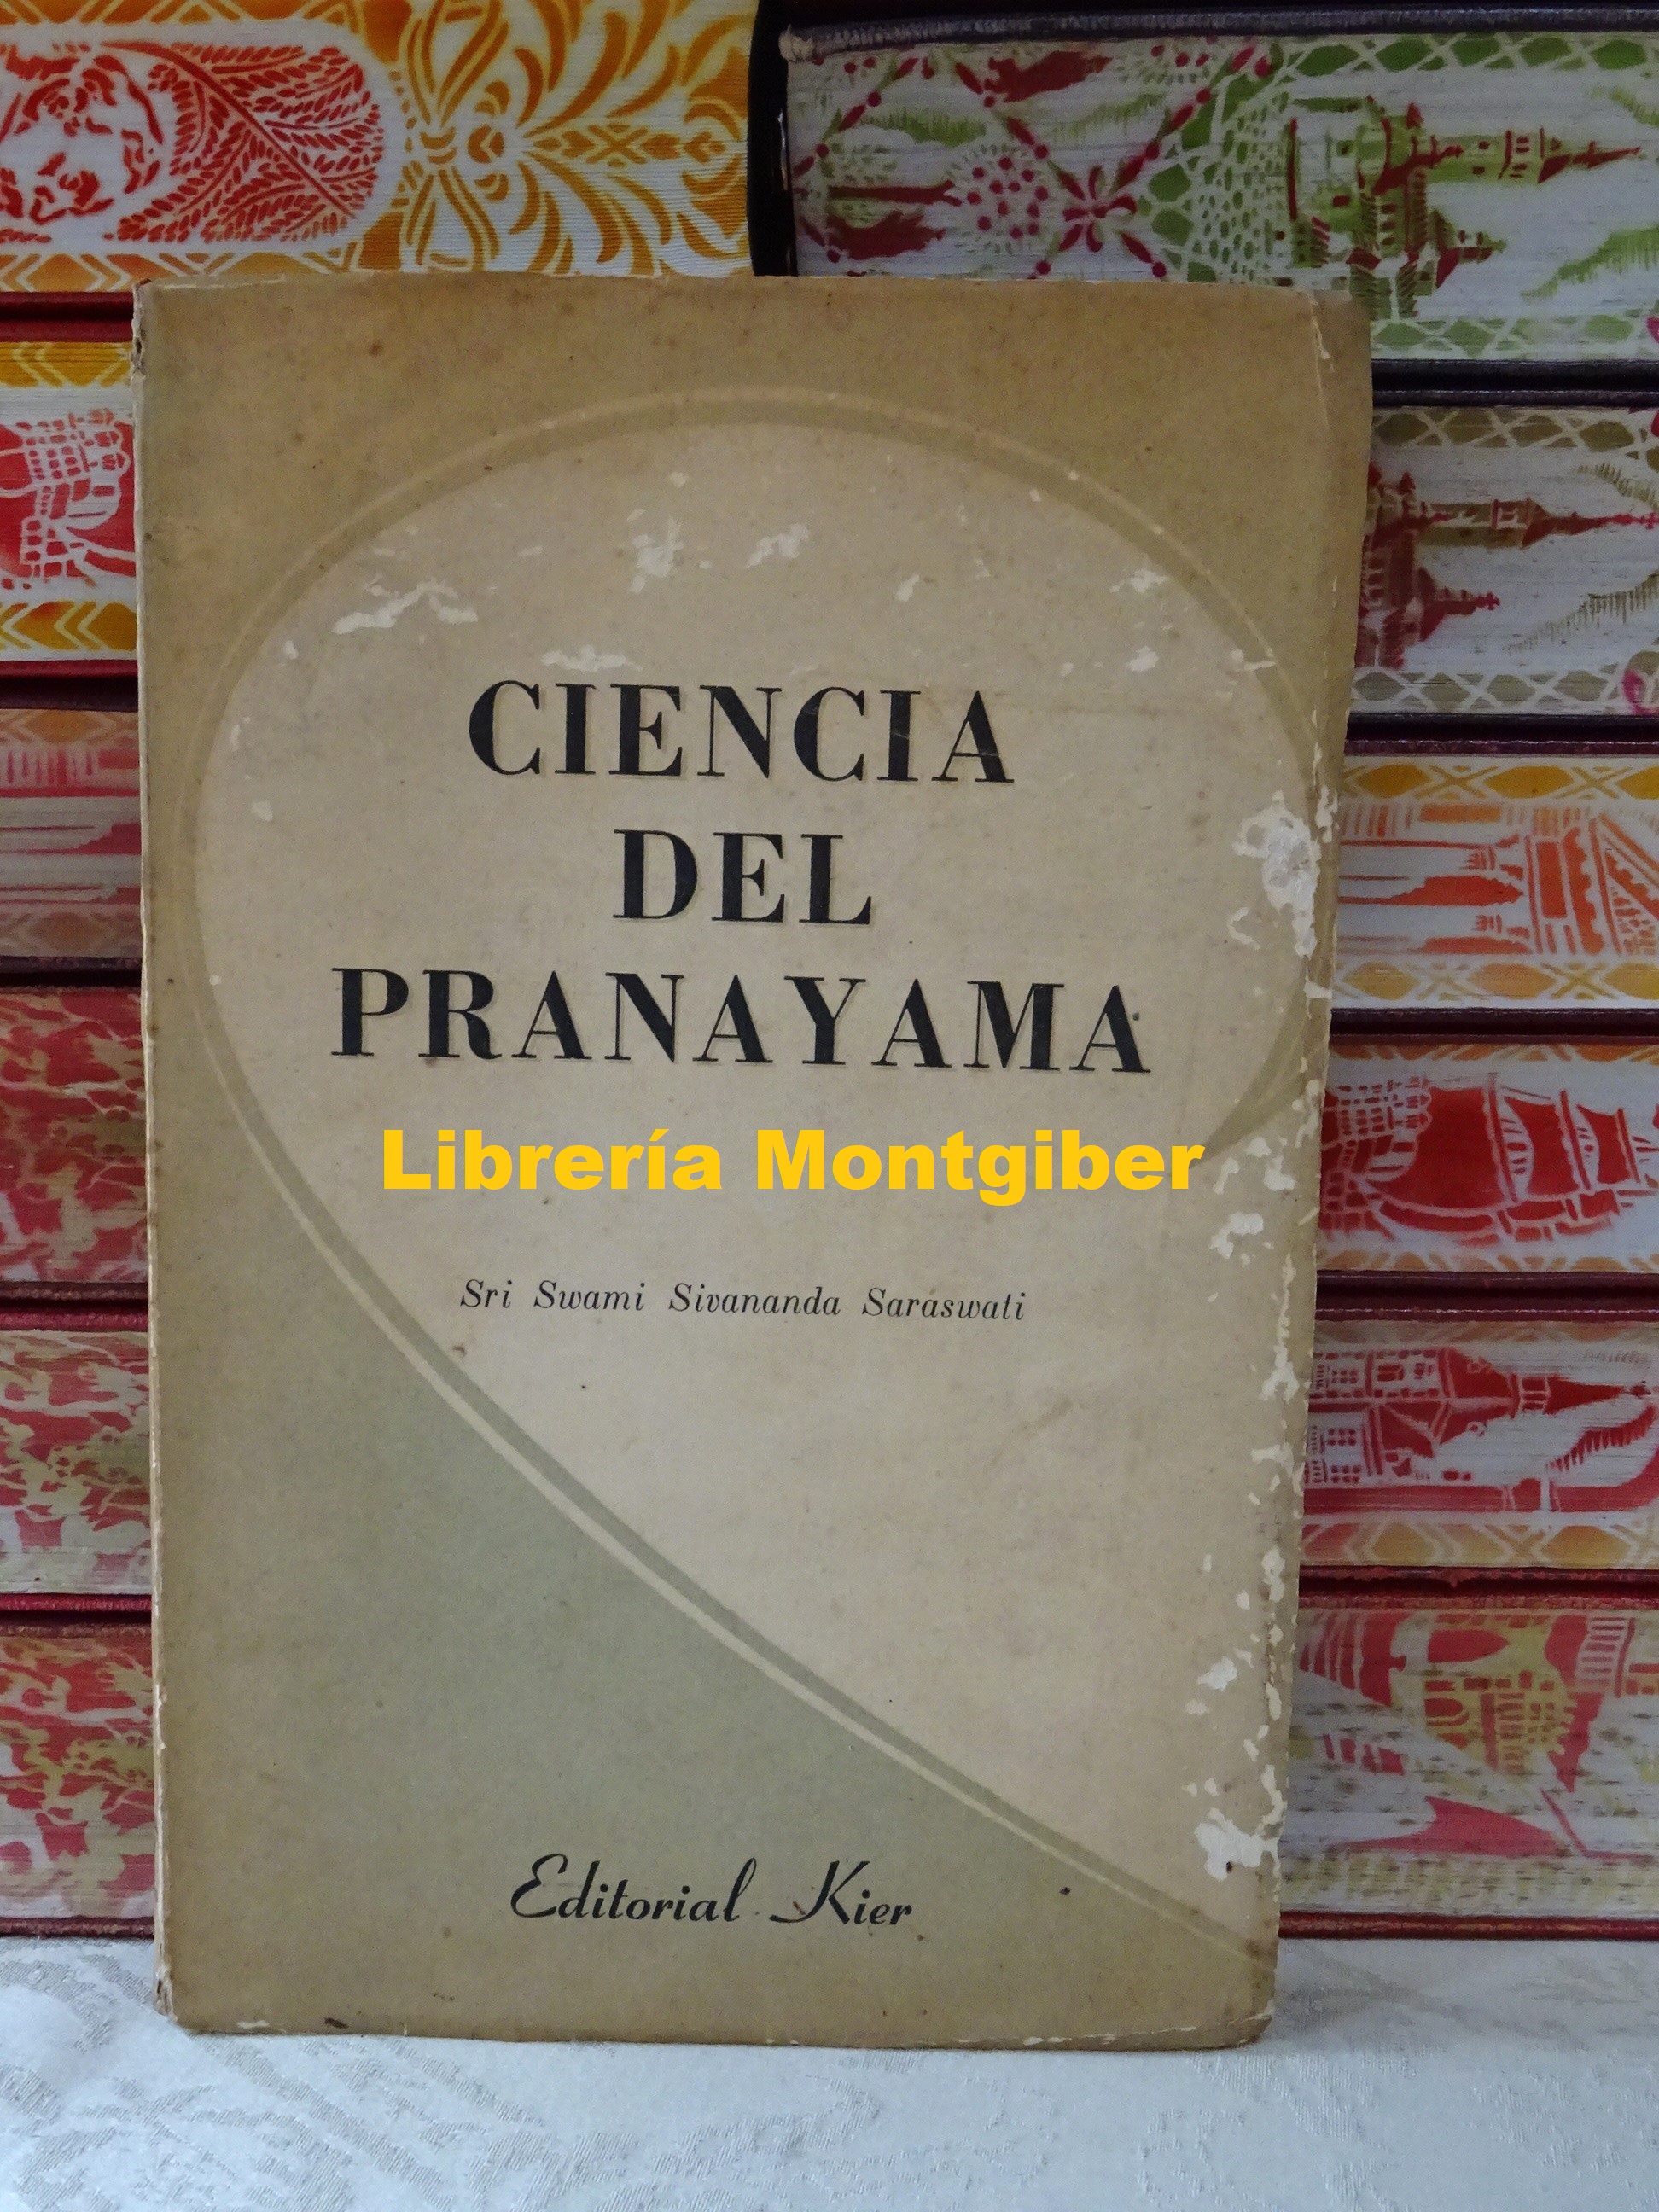 CIENCIA
DEL
PRANAYAMA
Librería Montgiber
Sri Swami Sivananda Saraswati
Editorial Kier